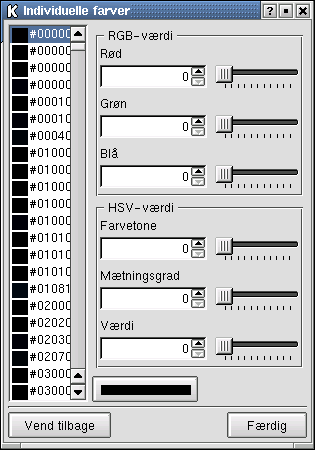 K Individuelle farver
#00000
#00000
#00000
#00000
#00010
#00010
#00040
#01000
#01000
#01000
#01000
#01000
#01010
#01010
#01010
#01081
#02000
#02020
#02030
#02070
#03000
#03000
RGB-værdi
Rød
0
Grøn
0
Blå
0
HSV-værdi
Farvetone
0
Mætningsgrad
0
Værdi
0
Vend tilbage
Færdig